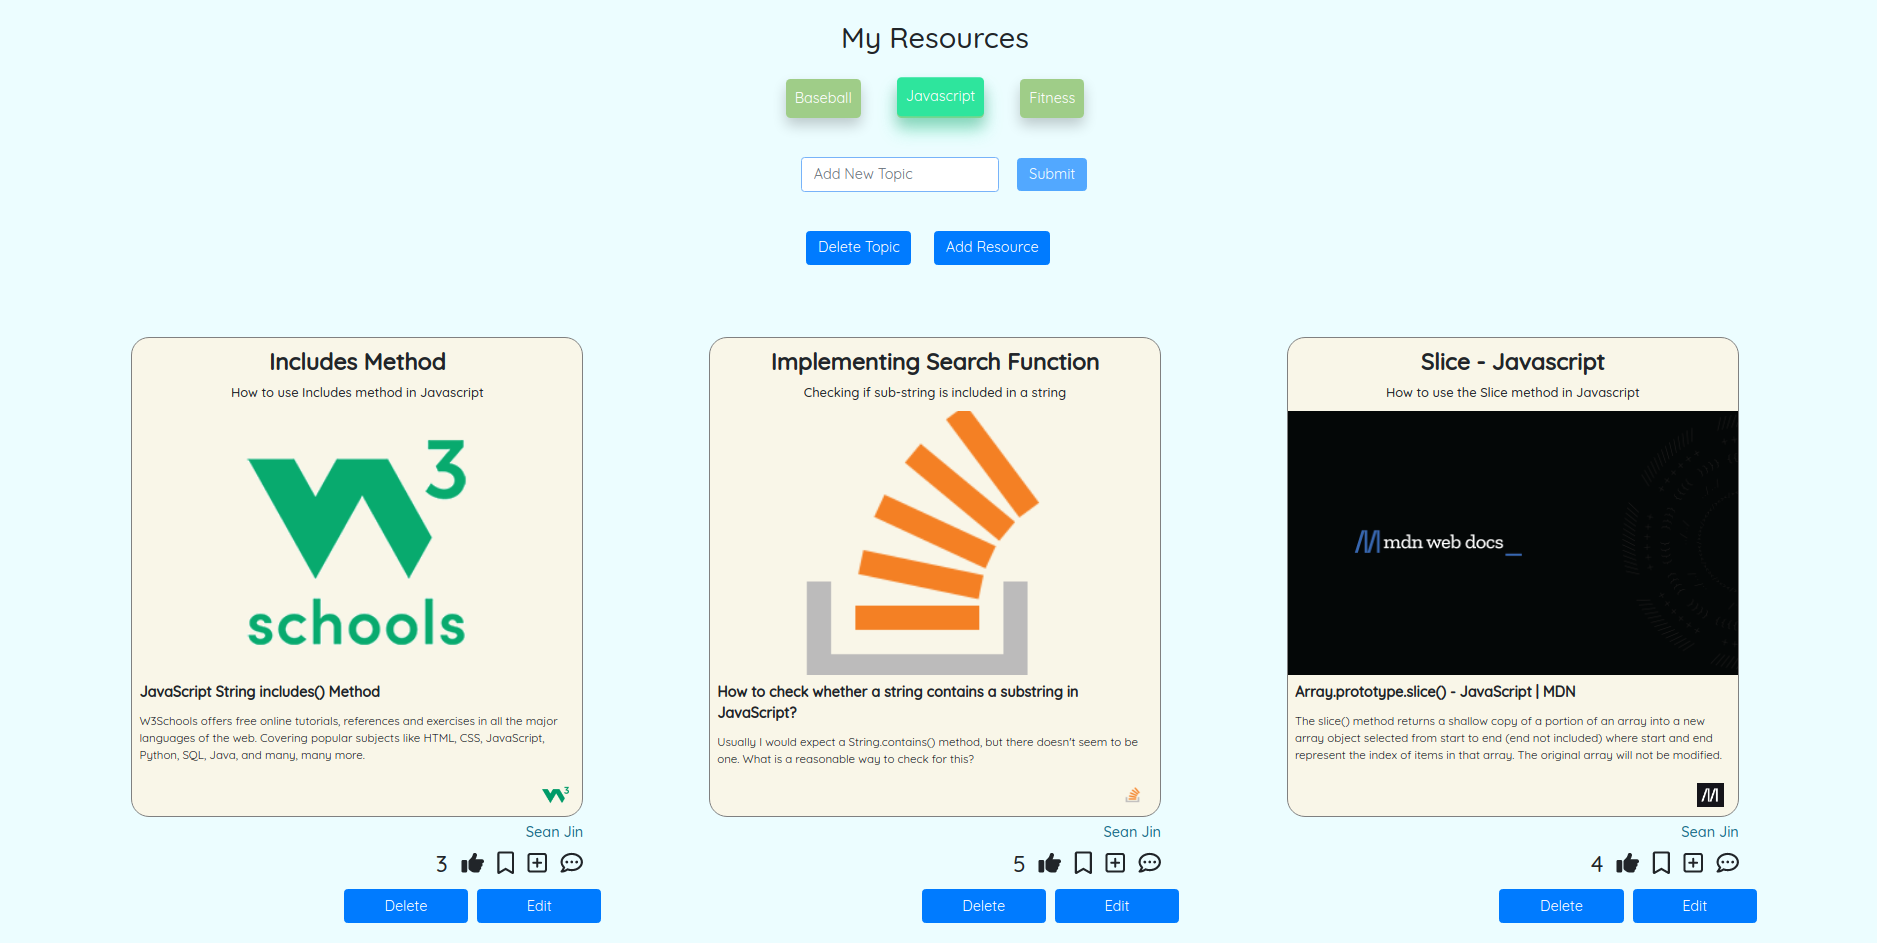 My Resources
Baseball Javascript Fitness
Add New Topic Submit
Delete Topic Add Resource
Includes Method
How to use Includes method in Javascript
W3
schools
JavaScript String includes() Method
W3Schools offers free online tutorials, references and exercises in all the major
languages of the web. Covering popular subjects like HTML, CSS, JavaScript,
Python, SQL, Java, and many, many more.
W3
Sean Jin
3
Delete Edit
Implementing Search Function
Checking if sub-string is included in a string
How to check whether a string contains a substring in
JavaScript?
Usually I would expect a String.contains() method, but there doesn't seem to be
one. What is a reasonable way to check for this?
Sean Jin
5
Delete Edit
Slice - Javascript
How to use the Slice method in Javascript
mdn web docs_
Array.prototype.slice() - JavaScript | MDN
The slice() method returns a shallow copy of a portion of an array into a new
array object selected from start to end (end not included) where start and end
represent the index of items in that array. The original array will not be modified.
M
Sean Jin
4
Delete Edit